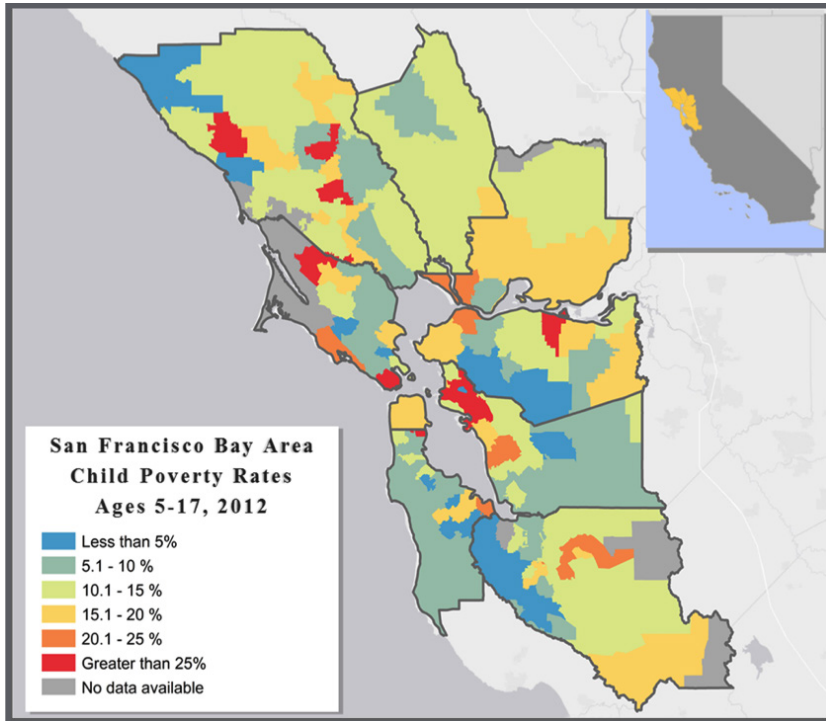 San Francisco Bay Area
Child Poverty Rates
Ages 5-17, 2012
Less than 5%
5.1 - 10 %
10.1 - 15 %
15.1 - 20 %
20.1 - 25 %
Greater than 25%
No data available